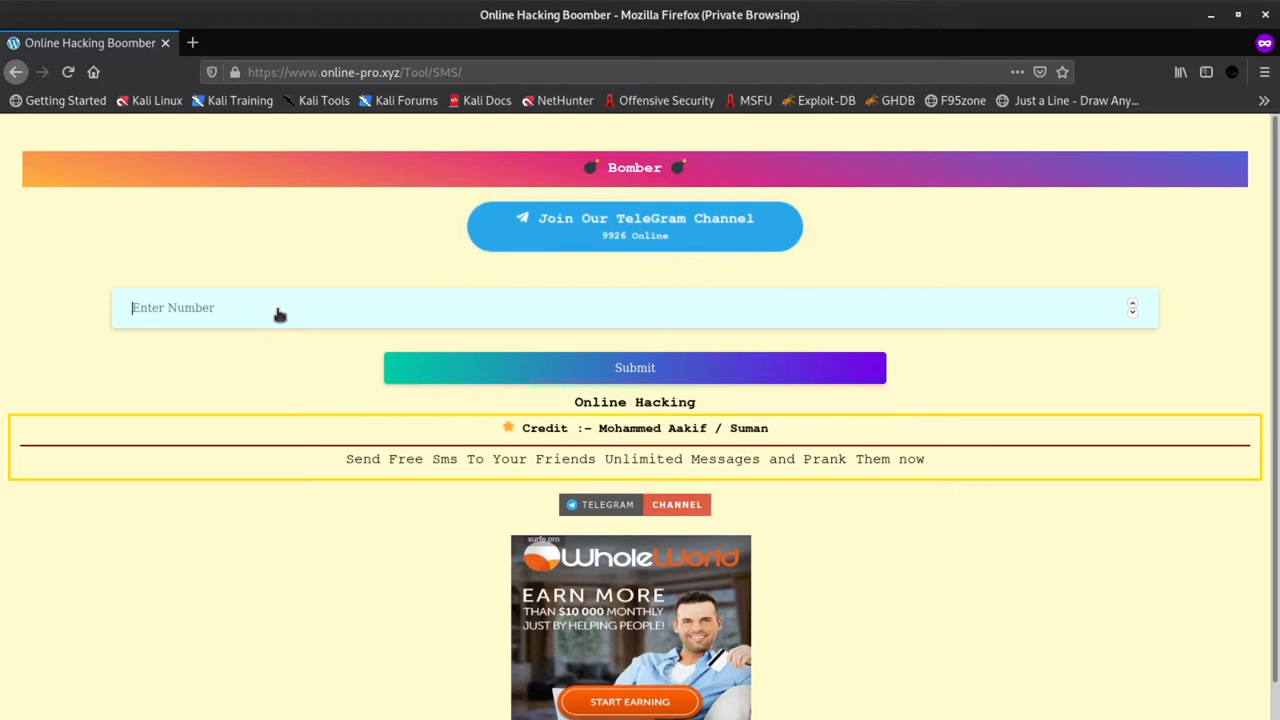 Online Hacking Boomber - Mozilla Firefox (Private Browsing)
Online Hacking Boomber
https://www.online-pro.xyz/Tool/SMS/
Getting Started Kali Linux Kali Training Kali Tools Kali Forums Kali Docs NetHunter Offensive Security MSFU Exploit-DB GHDB F95zone Just a Line - Draw Any...
Bomber
Join Our TeleGram Channel
9926 Online
Enter Number
Submit
Online Hacking
Credit :- Mohammed Aakif / Suman
Send Free Sms To Your Friends Unlimited Messages and Prank Them now
TELEGRAM CHANNEL
surfe.pro
WholeWorld
EARN MORE
THAN $10 000 MONTHLY
JUST BY HELPING PEOPLE!
START EARNING